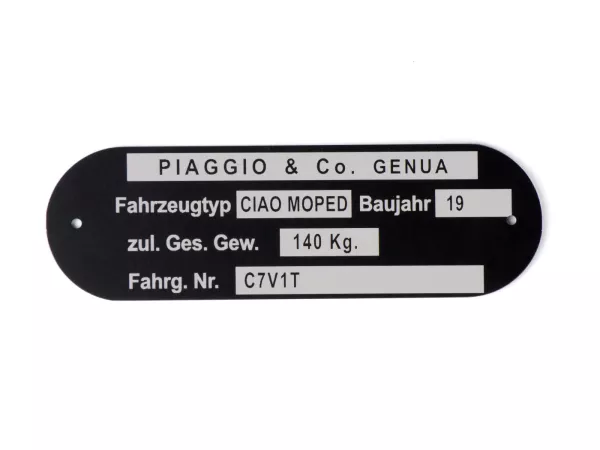 PIAGGIO & Co. GENUA
Fahrzeugtyp CIAO MOPED Baujahr 19
zul. Ges. Gew. 140 Kg.
Fahrg. Nr. C7V1T